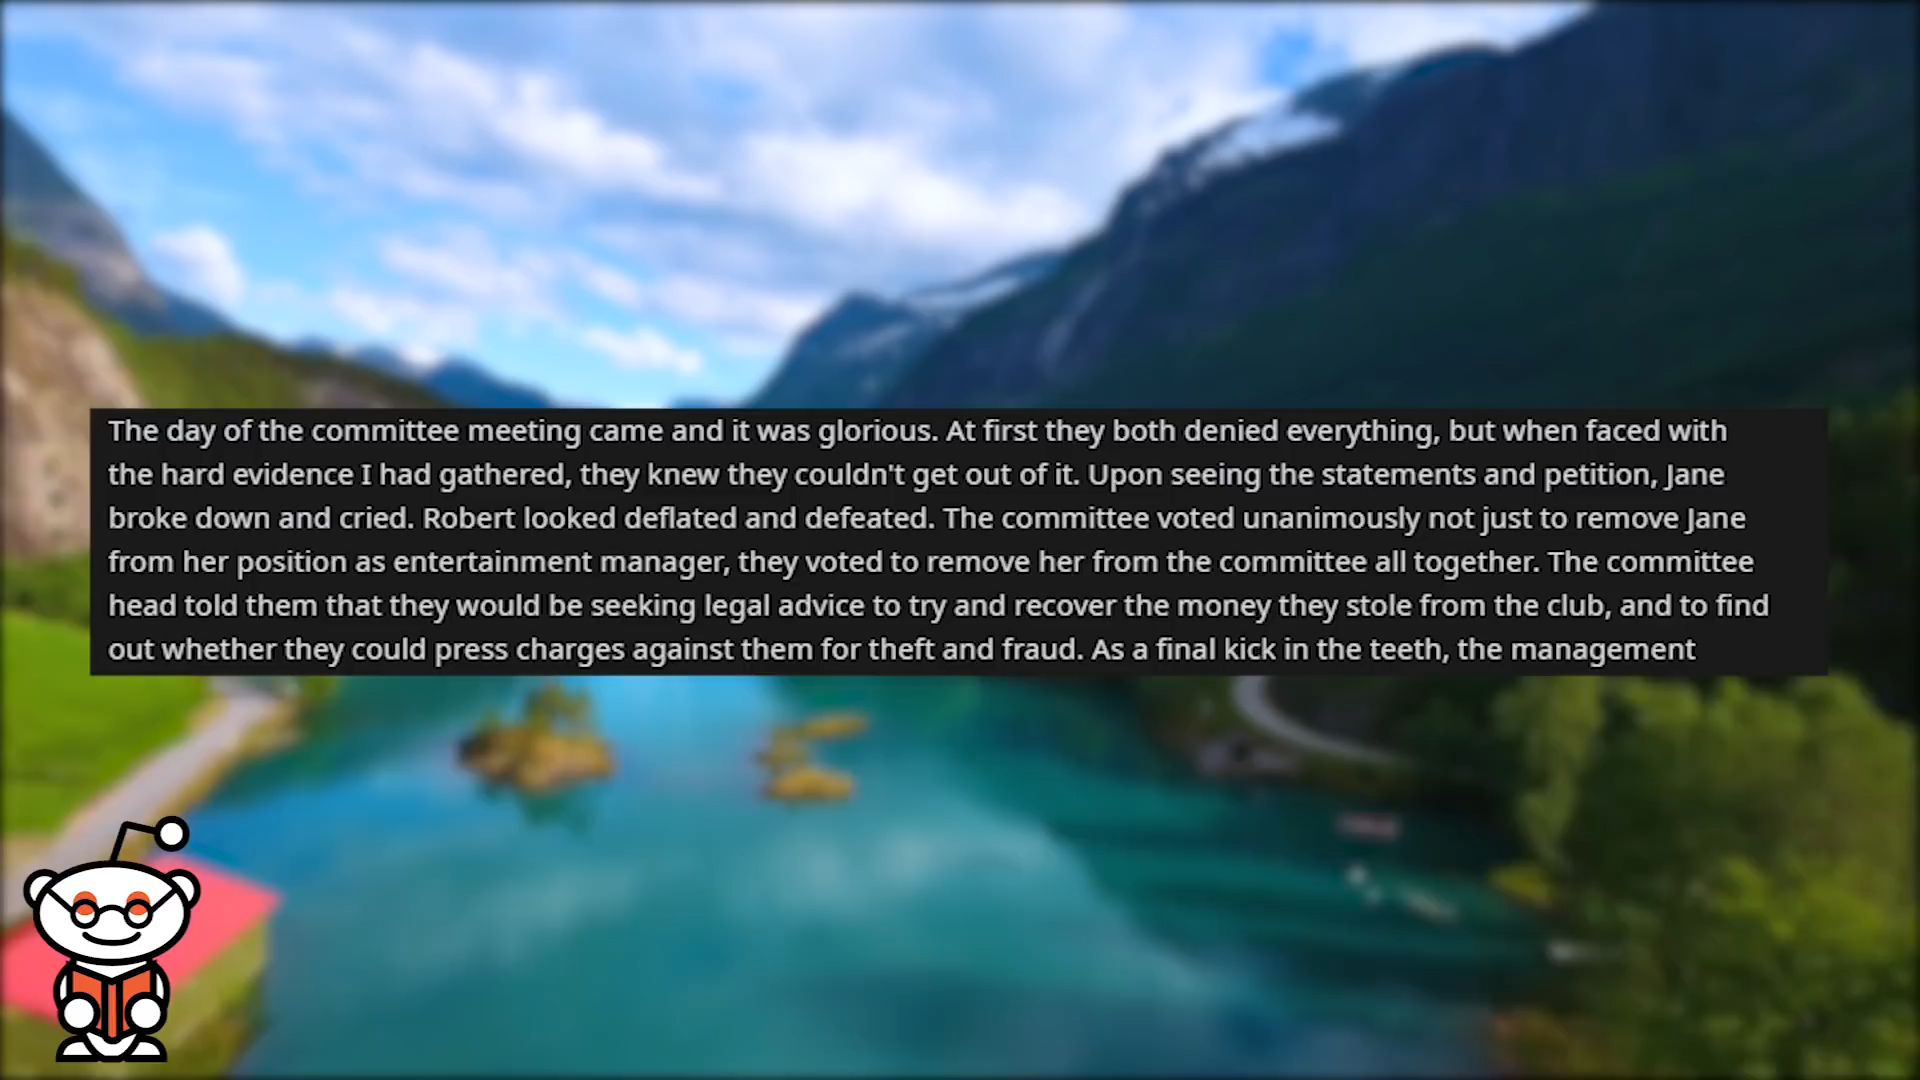 The day of the committee meeting came and it was glorious. At first they both denied everything, but when faced with
the hard evidence I had gathered, they knew they couldn't get out of it. Upon seeing the statements and petition, Jane
broke down and cried. Robert looked deflated and defeated. The committee voted unanimously not just to remove Jane
from her position as entertainment manager, they voted to remove her from the committee all together. The committee
head told them that they would be seeking legal advice to try and recover the money they stole from the club, and to find
out whether they could press charges against them for theft and fraud. As a final kick in the teeth, the management